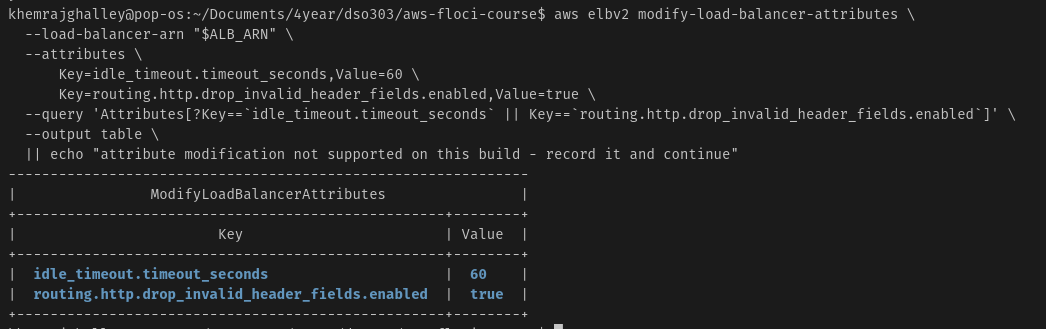 khemrajghalley@pop-os:~/Documents/4year/dso303/aws-floci-course$ aws elbv2 modify-load-balancer-attributes \
  --load-balancer-arn "$ALB_ARN" \
  --attributes \
      Key=idle_timeout.timeout_seconds,Value=60 \
      Key=routing.http.drop_invalid_header_fields.enabled,Value=true \
  --query 'Attributes[?Key==`idle_timeout.timeout_seconds` || Key==`routing.http.drop_invalid_header_fields.enabled`]' \
  --output table \
  || echo "attribute modification not supported on this build - record it and continue"
---------------------------------------------------------------
|                ModifyLoadBalancerAttributes                 |
+----------------------------------------------------+--------+
|                         Key                        | Value  |
+----------------------------------------------------+--------+
|  idle_timeout.timeout_seconds                      |  60    |
|  routing.http.drop_invalid_header_fields.enabled   |  true  |
+----------------------------------------------------+--------+